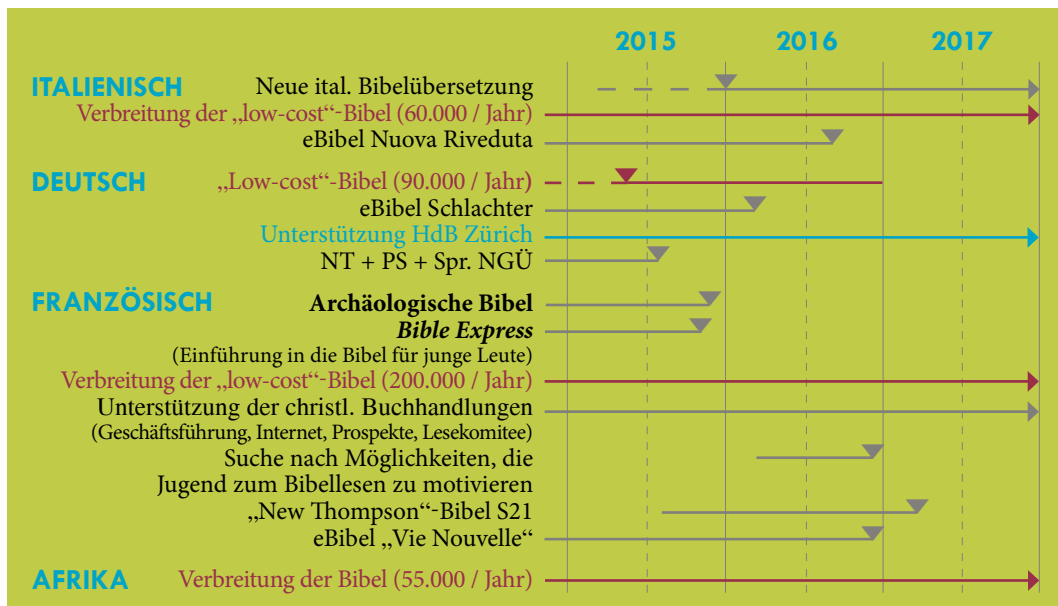 2015 2016 2017
ITALIENISCH Neue ital. Bibelübersetzung
Verbreitung der „low-cost“-Bibel (60.000 / Jahr)
eBibel Nuova Riveduta
DEUTSCH „Low-cost“-Bibel (90.000 / Jahr)
eBibel Schlachter
Unterstützung HdB Zürich
NT + PS + Spr. NGÜ
FRANZÖSISCH Archäologische Bibel
Bible Express
(Einführung in die Bibel für junge Leute)
Verbreitung der „low-cost“-Bibel (200.000 / Jahr)
Unterstützung der christl. Buchhandlungen
(Geschäftsführung, Internet, Prospekte, Lesekomitee)
Suche nach Möglichkeiten, die
Jugend zum Bibellesen zu motivieren
„New Thompson“-Bibel S21
eBibel „Vie Nouvelle“
AFRIKA Verbreitung der Bibel (55.000 / Jahr)